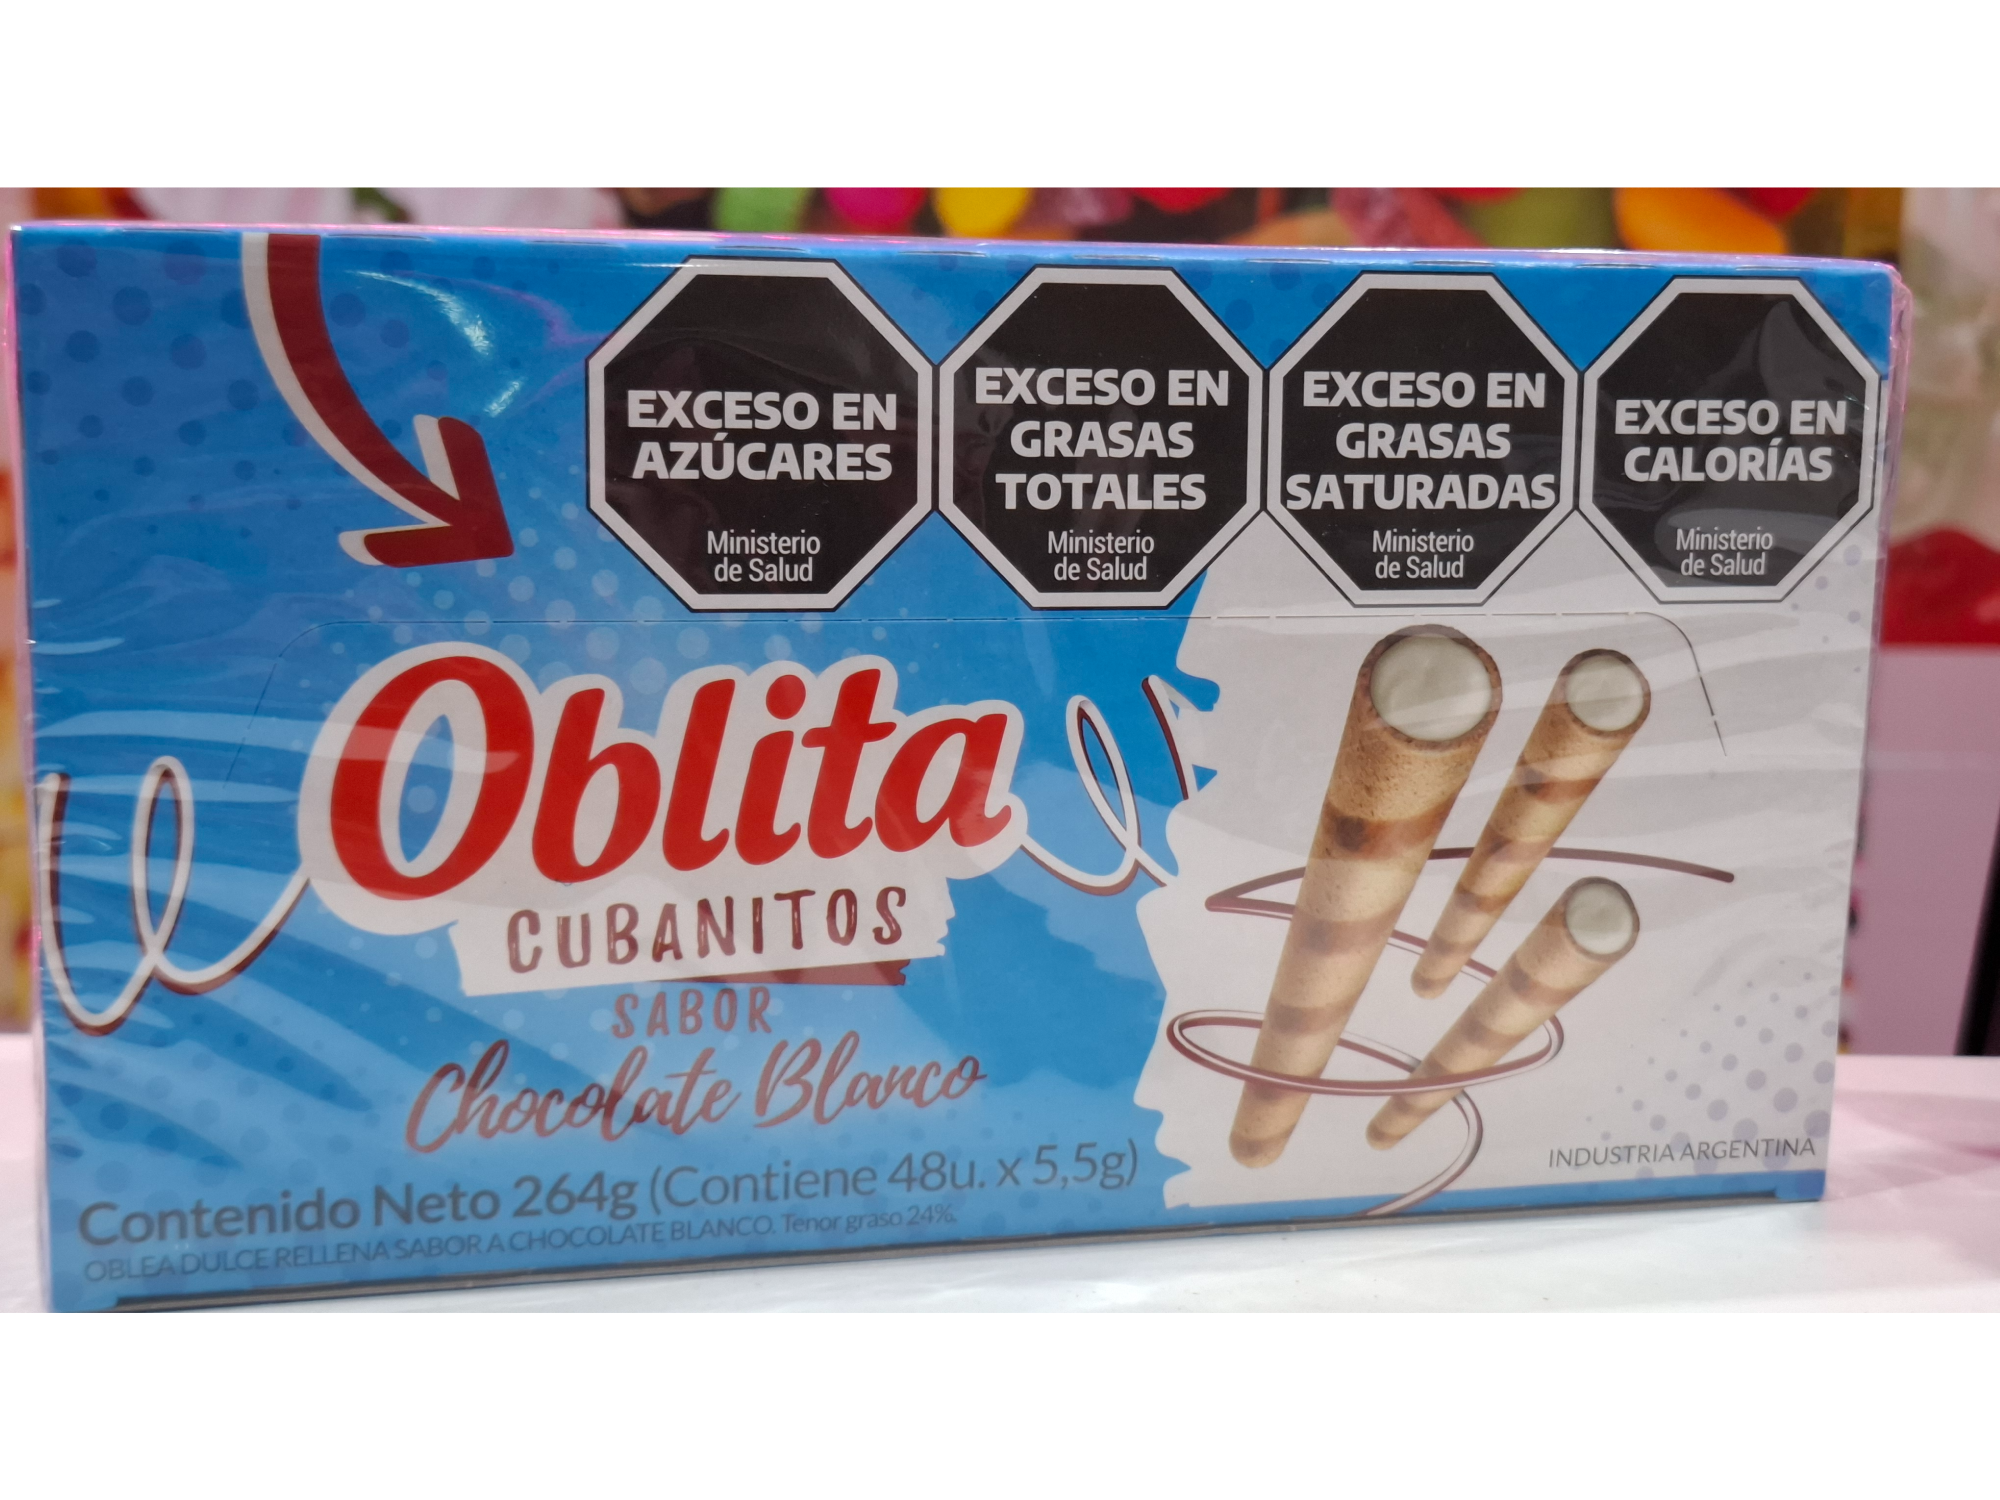 EXCESO EN
AZÚCARES
Ministerio
de Salud
EXCESO EN
GRASAS
TOTALES
Ministerio
de Salud
EXCESO EN
GRASAS
SATURADAS
Ministerio
de Salud
EXCESO EN
CALORÍAS
Ministerio
de Salud
Oblita
CUBANITOS
SABOR
Chocolate Blanco
Contenido Neto 264g (Contiene 48u. x 5,5g)
OBLEA DULCE RELLENA SABOR A CHOCOLATE BLANCO. Tenor graso 24%.
INDUSTRIA ARGENTINA